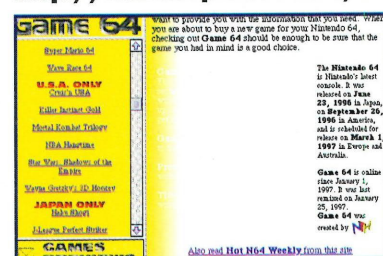 Game 64
Hyper Mario 64
Wave Race 64
U.S.A. ONLY
Cruis'n USA
Killer Instinct Gold
Mortal Kombat Trilogy
NBA Hangtime
Star Wars: Shadows of the
Empire
Wayne Gretzky's 3D Hockey
JAPAN ONLY
Habu Shogi
J-League Perfect Striker
GAMES
want to provide you with the information that you need. When
you are about to buy a new game for your Nintendo 64,
checking out Game 64 should be enough to be sure that the
game you had in mind is a good choice.
The Nintendo 64
is Nintendo's latest
console. It was
released on June
23, 1996 in Japan,
on September 26,
1996 in America,
and is scheduled for
release on March 1,
1997 in Europe and
Australia.
Game 64 is online
since January 1,
1997. It was last
remixed on January
25, 1997.
Game 64 was
created by
Also read Hot N64 Weekly from this site